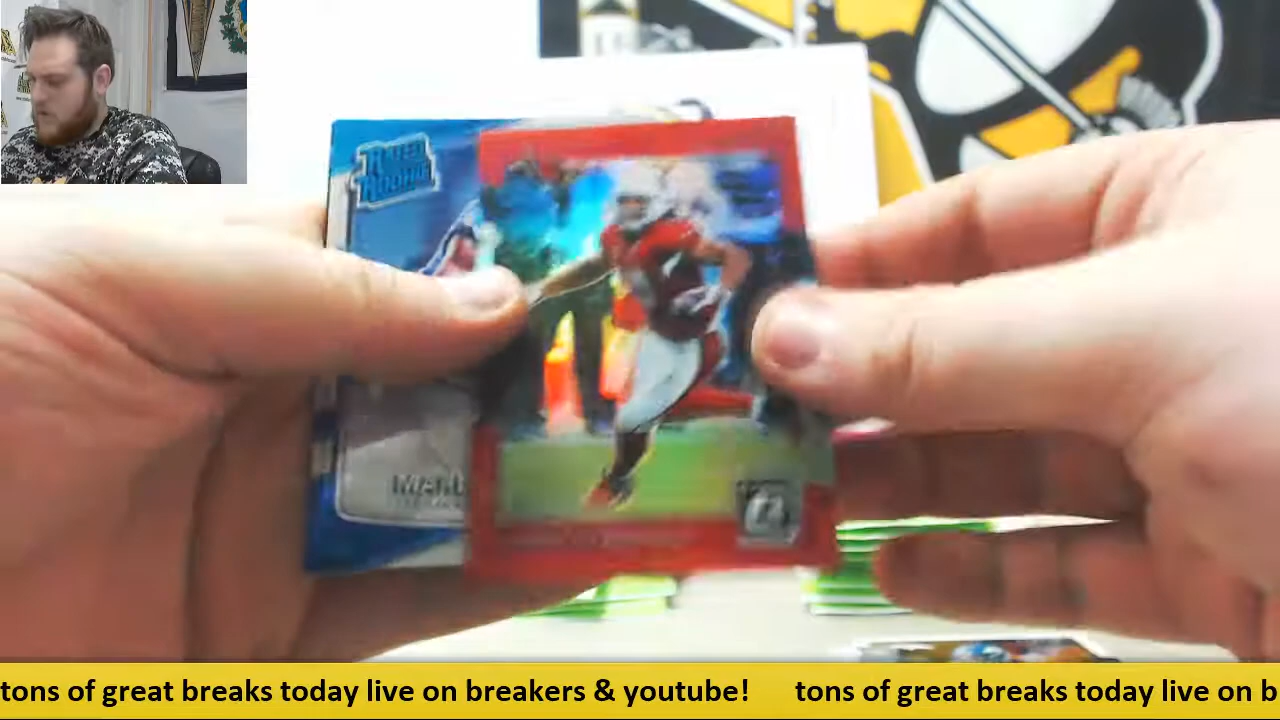 RATED
ROOKIE
tons of great breaks today live on breakers & youtube!     tons of great breaks today live on b